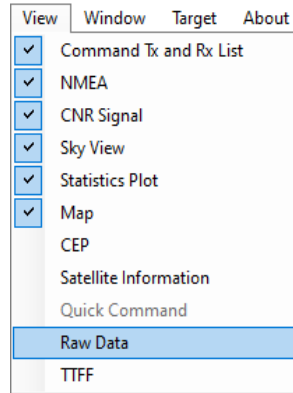 View Window Target About
Command Tx and Rx List
NMEA
CNR Signal
Sky View
Statistics Plot
Map
CEP
Satellite Information
Quick Command
Raw Data
TTFF